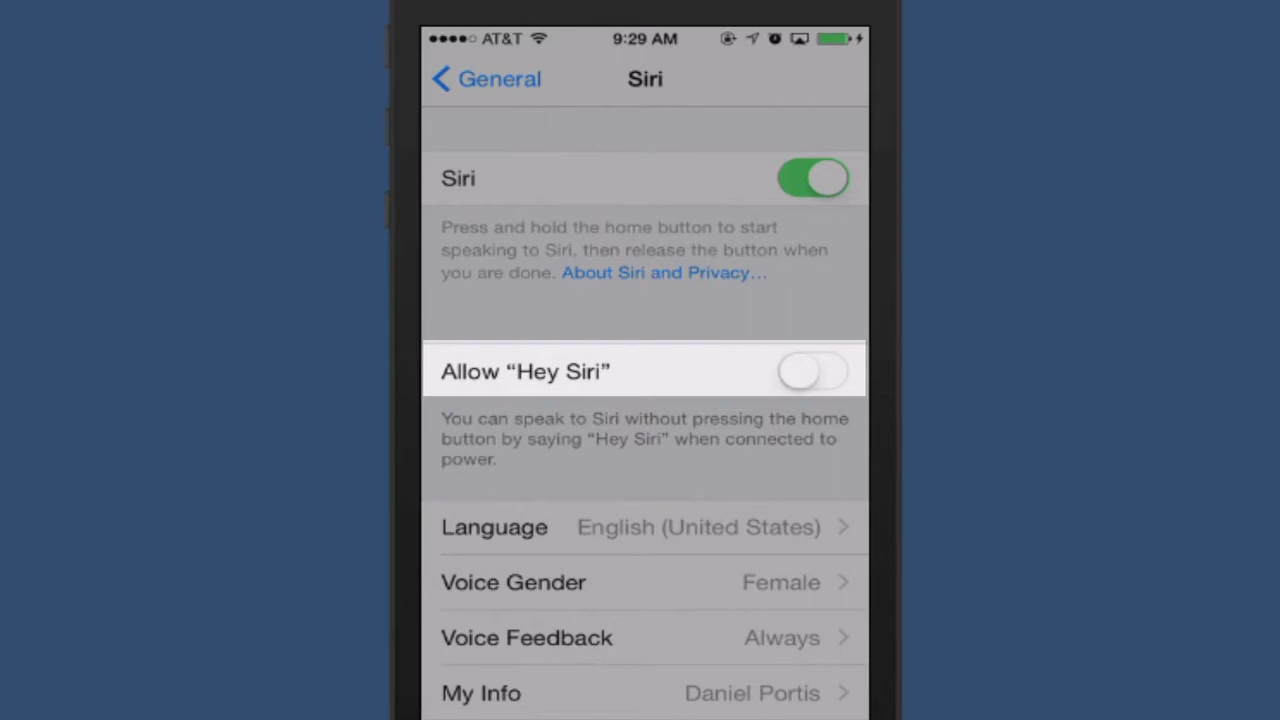 AT&T 9:29 AM
General Siri
Siri
Press and hold the home button to start
speaking to Siri, then release the button when
you are done. About Siri and Privacy...
Allow “Hey Siri”
You can speak to Siri without pressing the home
button by saying “Hey Siri” when connected to
power.
Language English (United States)
Voice Gender Female
Voice Feedback Always
My Info Daniel Portis